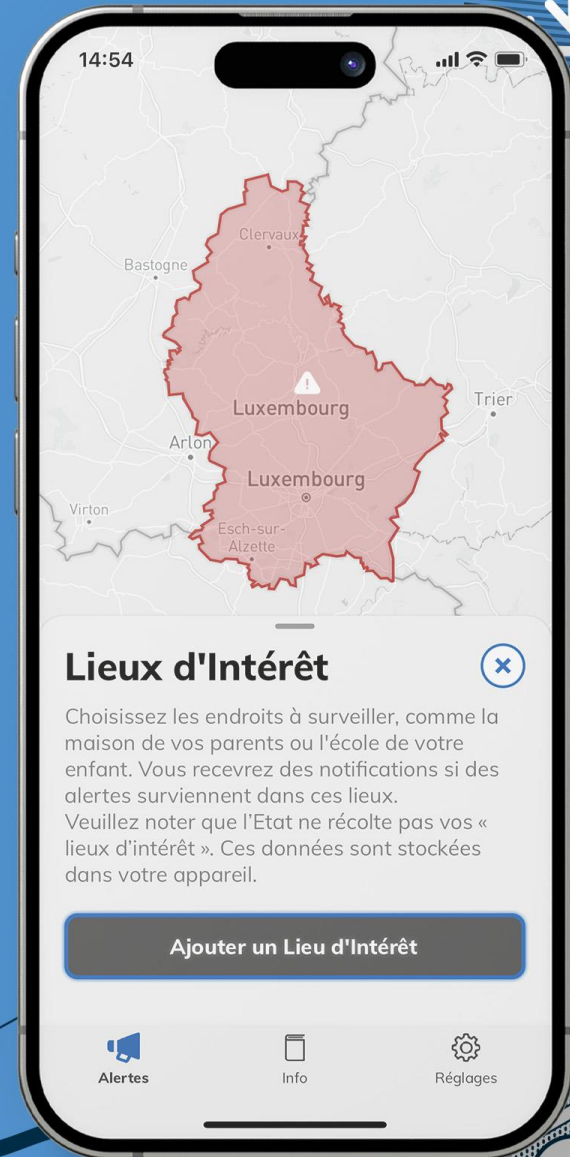 14:54
Clervaux
Bastogne
Luxembourg
Trier
Arlon
Luxembourg
Virton
Esch-sur-
Alzette
Lieux d'Intérêt
Choisissez les endroits à surveiller, comme la
maison de vos parents ou l'école de votre
enfant. Vous recevrez des notifications si des
alertes surviennent dans ces lieux.
Veuillez noter que l’Etat ne récolte pas vos «
lieux d’intérêt ». Ces données sont stockées
dans votre appareil.
Ajouter un Lieu d'Intérêt
Alertes
Info
Réglages